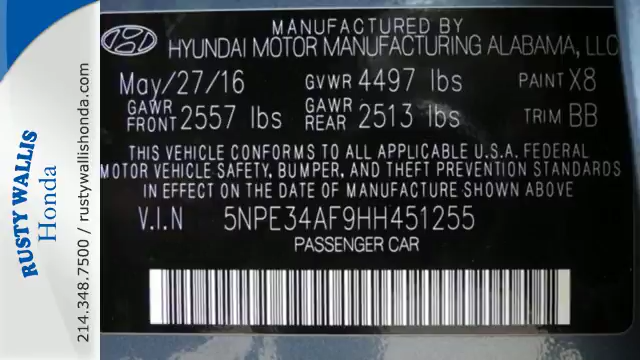 MANUFACTURED BY
HYUNDAI MOTOR MANUFACTURING ALABAMA, LLC
May/27/16 GVWR 4497 lbs PAINT X8
GAWR FRONT 2557 lbs GAWR REAR 2513 lbs TRIM BB
THIS VEHICLE CONFORMS TO ALL APPLICABLE U.S.A. FEDERAL
MOTOR VEHICLE SAFETY, BUMPER, AND THEFT PREVENTION STANDARDS
IN EFFECT ON THE DATE OF MANUFACTURE SHOWN ABOVE
V.I.N 5NPE34AF9HH451255
PASSENGER CAR
RUSTY WALLIS
Honda
214.348.7500 / rustywallishonda.com